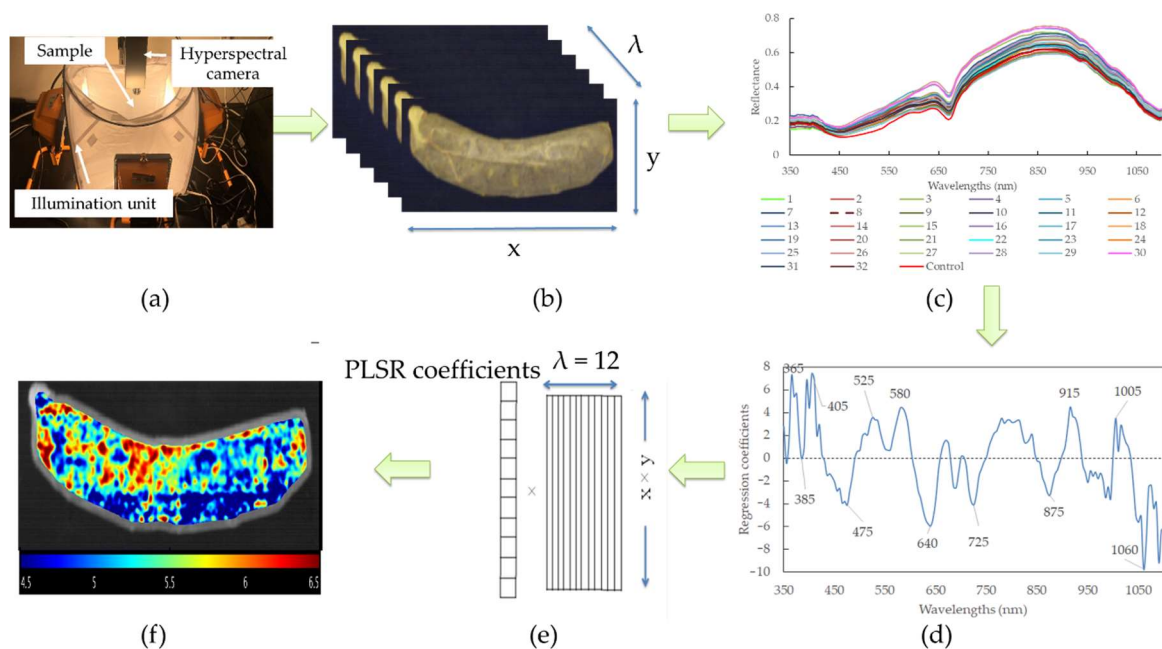 Sample
Hyperspectral
camera
Illumination unit
(a)
λ
y
x
(b)
Reflectance
0.8
0.6
0.4
0.2
0
350 450 550 650 750 850 950 1050
Wavelengths (nm)
1 2 3 4 5 6
7 8 9 10 11 12
13 14 15 16 17 18
19 20 21 22 23 24
25 26 27 28 29 30
31 32 Control
(c)
4.5 5 5.5 6 6.5
(f)
PLSR coefficients
λ = 12
×
x × y
(e)
Regression coefficients
8
6
4
2
0
−2
−4
−6
−8
−10
365
405
525
580
915
1005
385
475
640
725
875
1060
350 450 550 650 750 850 950 1050
Wavelengths (nm)
(d)